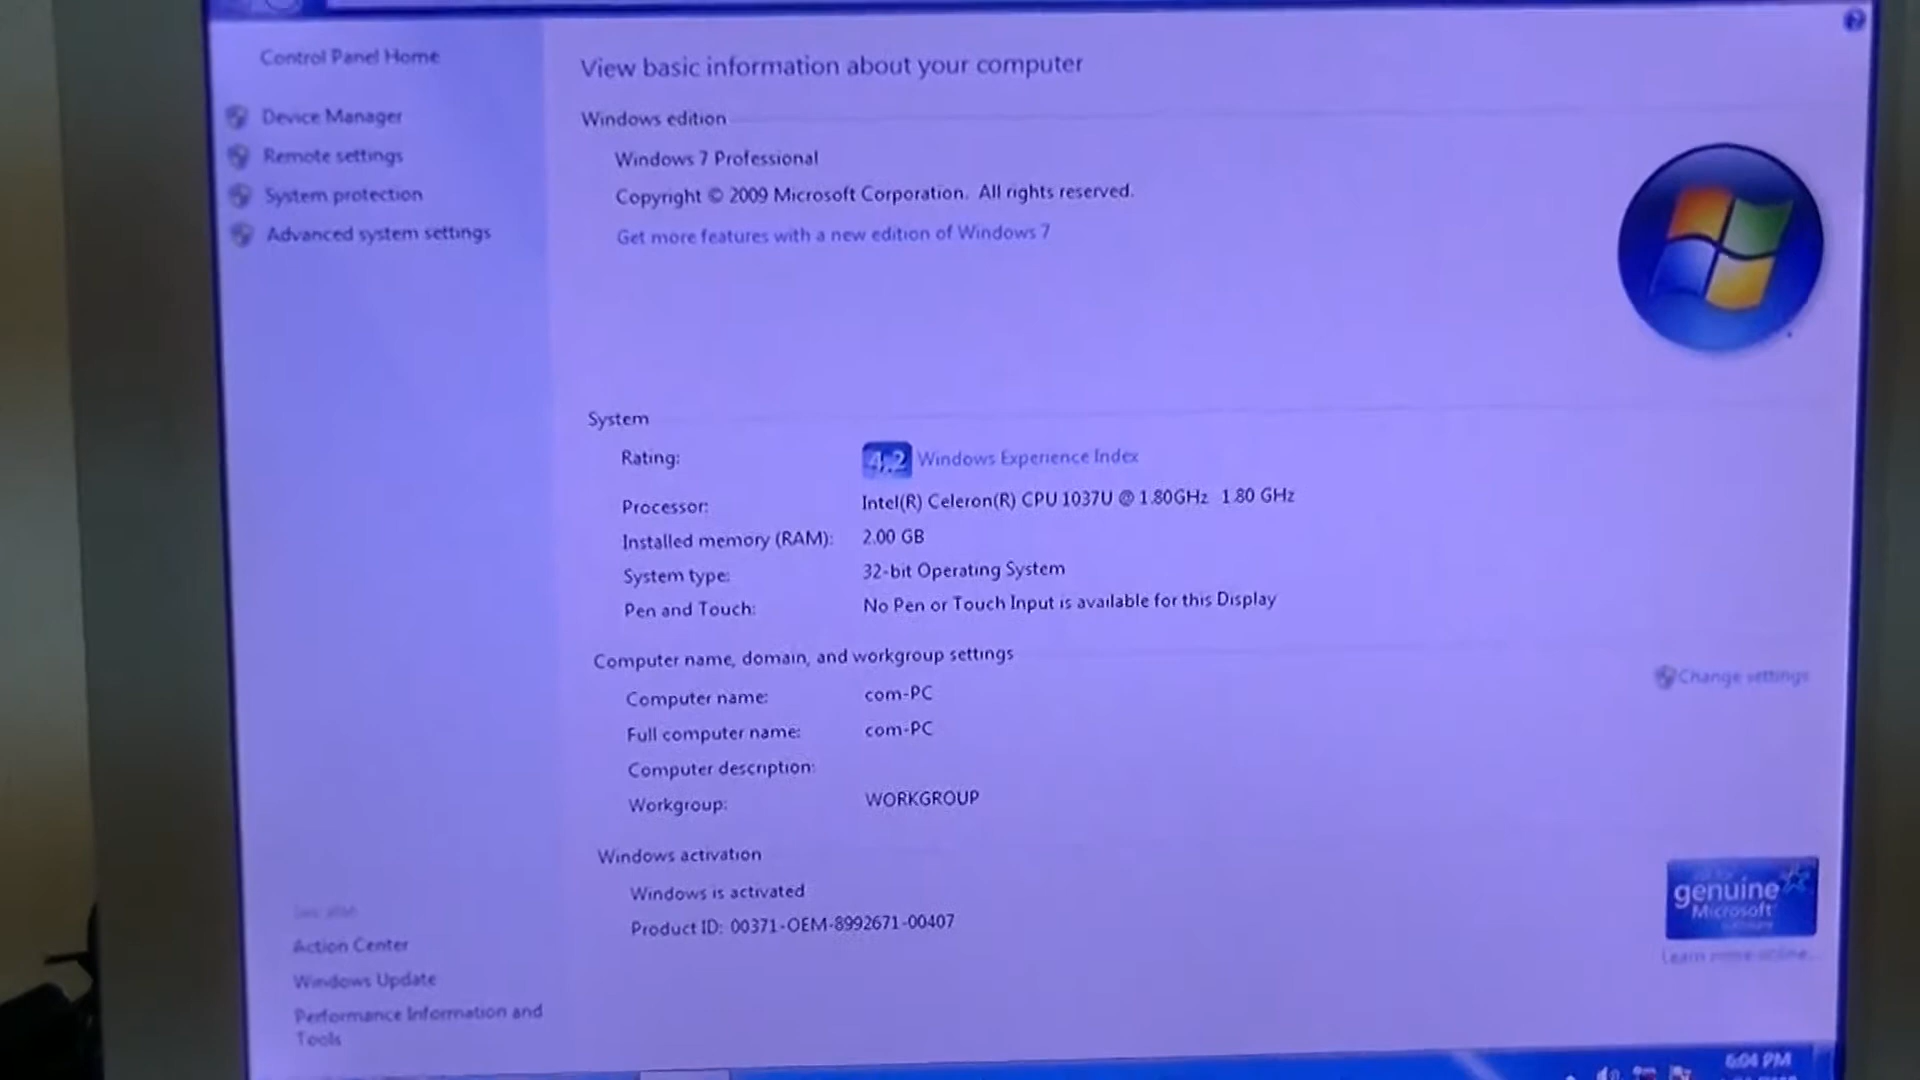 Control Panel Home
Device Manager
Remote settings
System protection
Advanced system settings
View basic information about your computer
Windows edition
Windows 7 Professional
Copyright © 2009 Microsoft Corporation. All rights reserved.
Get more features with a new edition of Windows 7
System
Rating: 4,2 Windows Experience Index
Processor: Intel(R) Celeron(R) CPU 1037U @ 1.80GHz 1.80 GHz
Installed memory (RAM): 2.00 GB
System type: 32-bit Operating System
Pen and Touch: No Pen or Touch Input is available for this Display
Computer name, domain, and workgroup settings
Computer name: com-PC
Change settings
Full computer name: com-PC
Computer description:
Workgroup: WORKGROUP
Windows activation
Windows is activated
Product ID: 00371-OEM-8992671-00407
genuine
Microsoft
software
Learn more online...
See also
Action Center
Windows Update
Performance Information and
Tools
6:04 PM